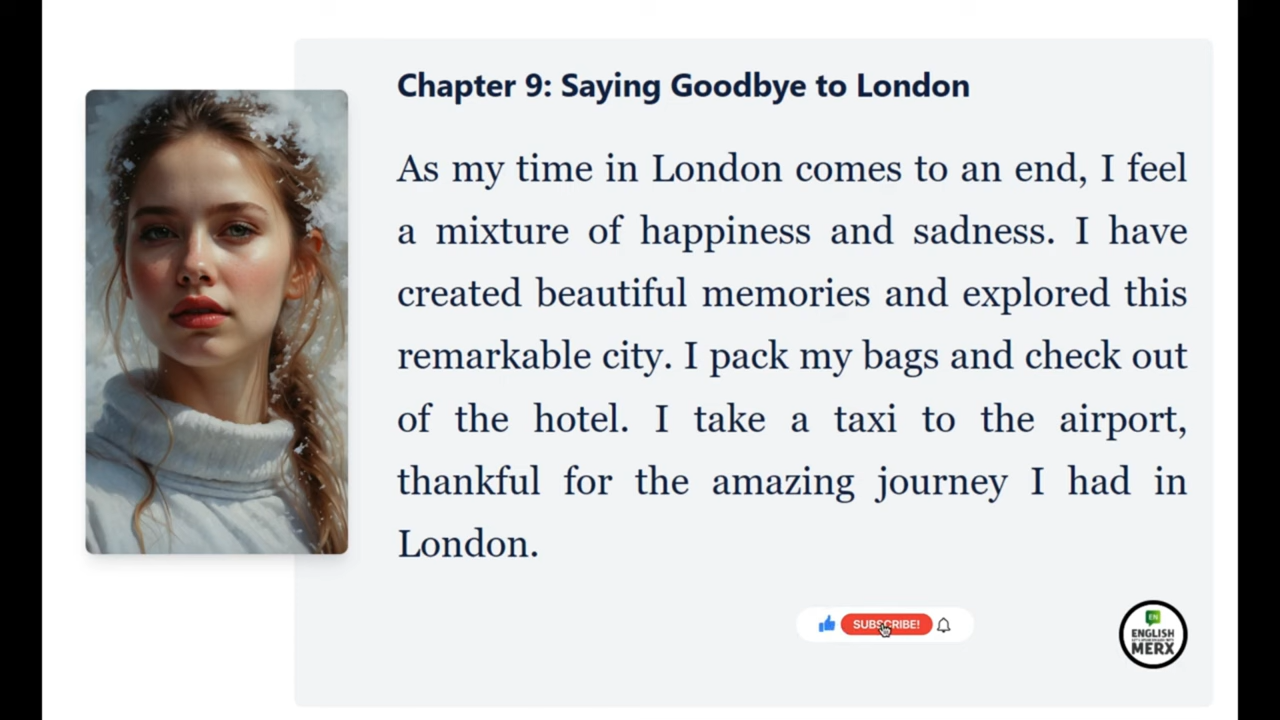 Chapter 9: Saying Goodbye to London
As my time in London comes to an end, I feel
a mixture of happiness and sadness. I have
created beautiful memories and explored this
remarkable city. I pack my bags and check out
of the hotel. I take a taxi to the airport,
thankful for the amazing journey I had in
London.
SUBSCRIBE!
EN
ENGLISH
MERX